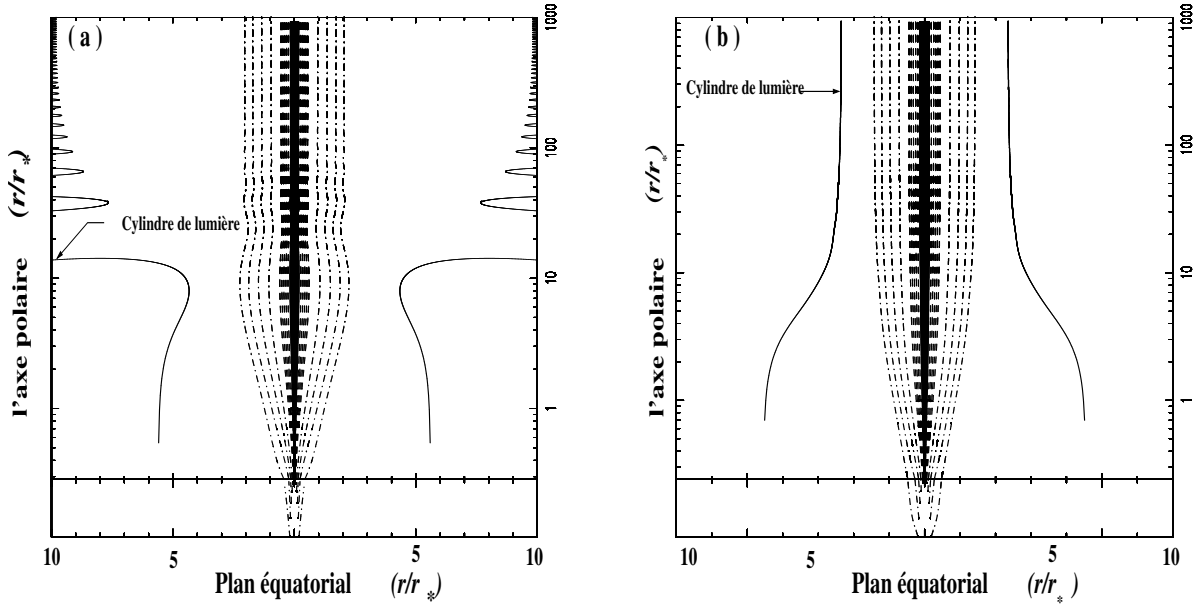 (a)
1000
100
10
1
l'axe polaire (r/r*)
Cylindre de lumière
10 5 5 10
Plan équatorial (r/r*)
(b)
1000
100
10
1
l'axe polaire (r/r*)
Cylindre de lumière
10 5 5 10
Plan équatorial (r/r*)